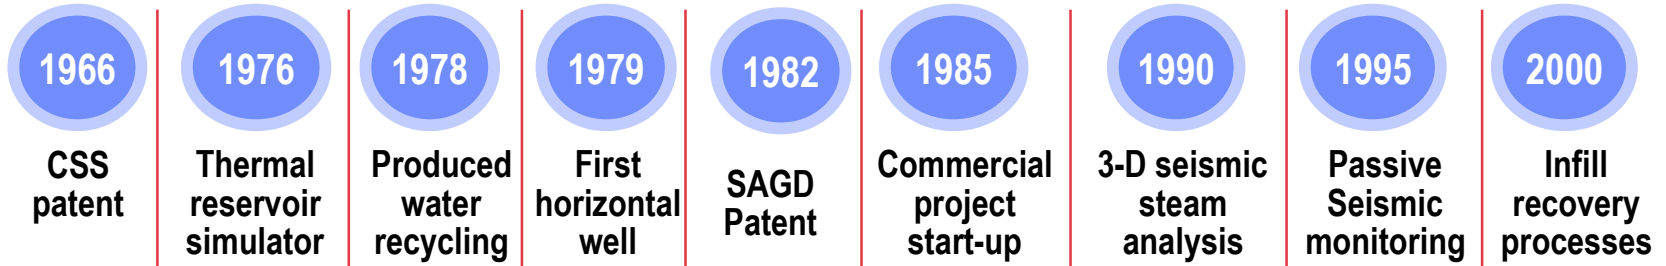 1966
CSS
patent
1976
Thermal
reservoir
simulator
1978
Produced
water
recycling
1979
First
horizontal
well
1982
SAGD
Patent
1985
Commercial
project
start-up
1990
3-D seismic
steam
analysis
1995
Passive
Seismic
monitoring
2000
Infill
recovery
processes